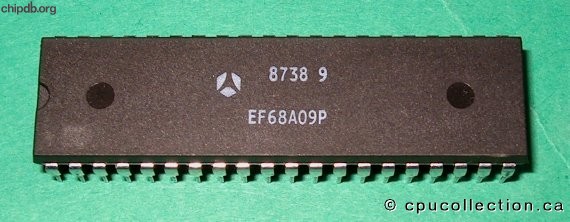 chipdb.org
8738 9
EF68A09P
© cpucollection.ca